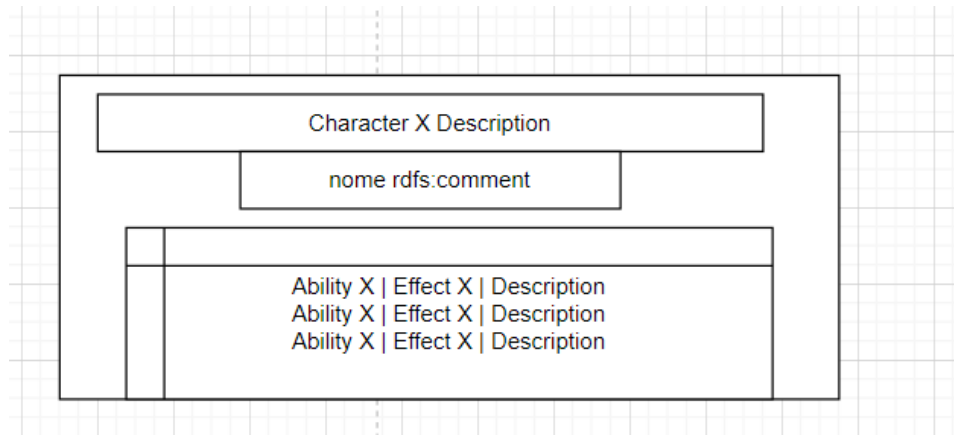 Character X Description
nome rdfs:comment
Ability X | Effect X | Description
Ability X | Effect X | Description
Ability X | Effect X | Description